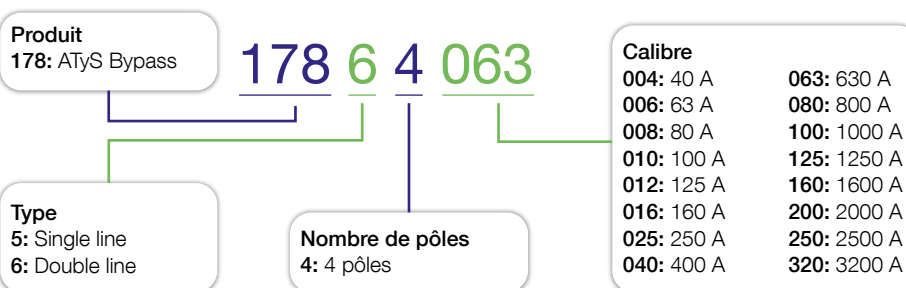 Produit
178: ATyS Bypass
178 6 4 063
Type
5: Single line
6: Double line
Nombre de pôles
4: 4 pôles
Calibre
004: 40 A 063: 630 A
006: 63 A 080: 800 A
008: 80 A 100: 1000 A
010: 100 A 125: 1250 A
012: 125 A 160: 1600 A
016: 160 A 200: 2000 A
025: 250 A 250: 2500 A
040: 400 A 320: 3200 A